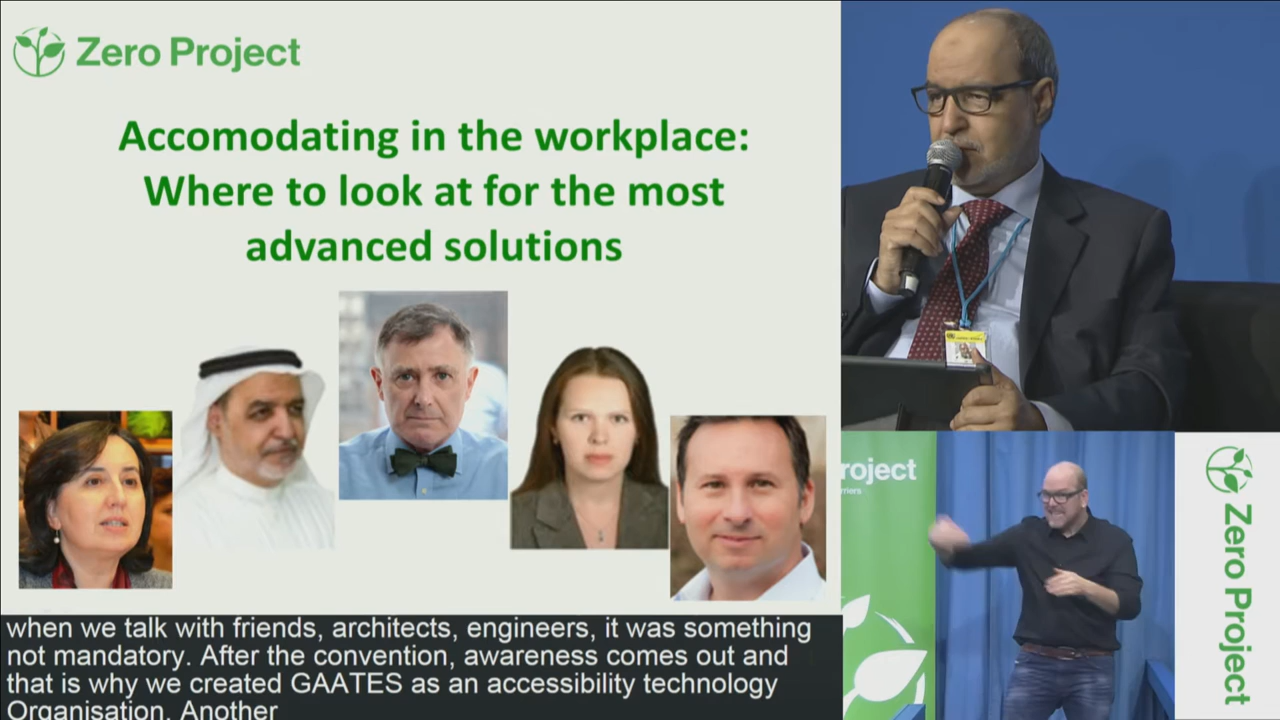 Zero Project
Accomodating in the workplace:
Where to look at for the most
advanced solutions
when we talk with friends, architects, engineers, it was something
not mandatory. After the convention, awareness comes out and
that is why we created GAATES as an accessibility technology
Organisation. Another
roject
rriers
Zero Project